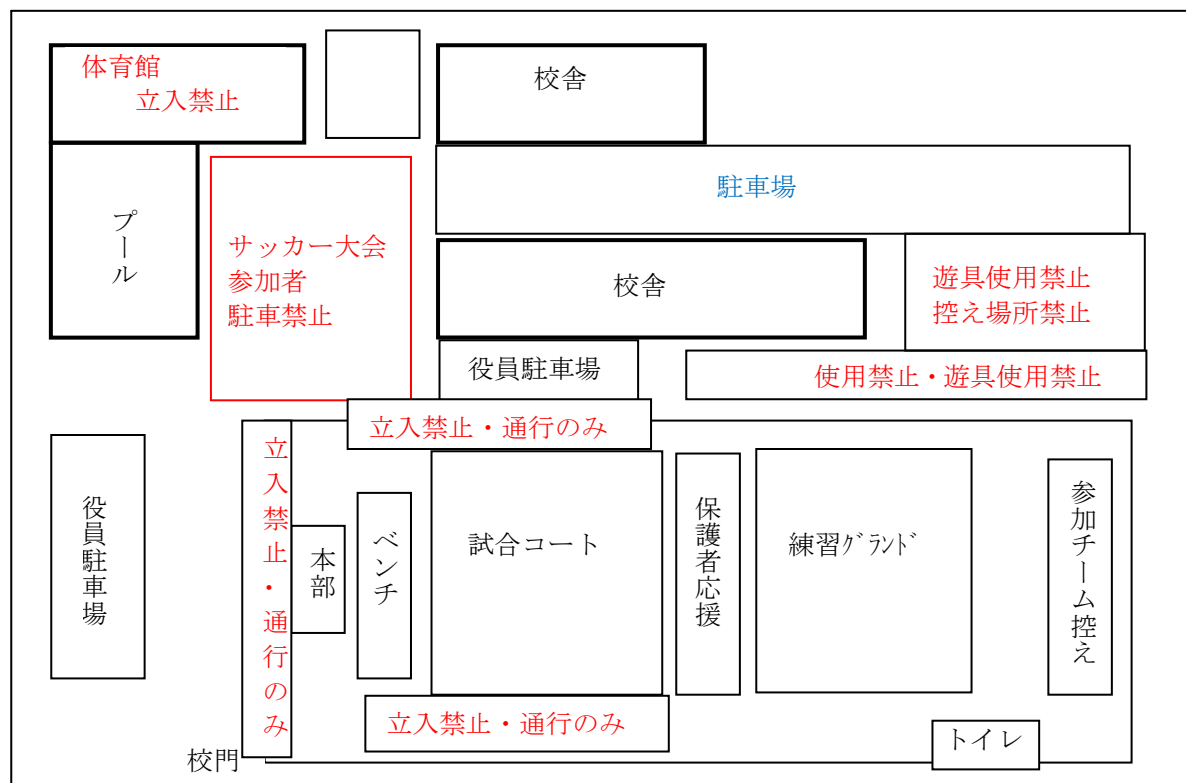 体育館
立入禁止
校舎
駐車場
プール
サッカー大会
参加者
駐車禁止
校舎
遊具使用禁止
控え場所禁止
役員駐車場
使用禁止・遊具使用禁止
立入禁止・通行のみ
役員駐車場
立入禁止・通行のみ
本部
ベンチ
試合コート
保護者応援
練習ｸﾞﾗﾝﾄﾞ
参加チーム控え
立入禁止・通行のみ
トイレ
校門